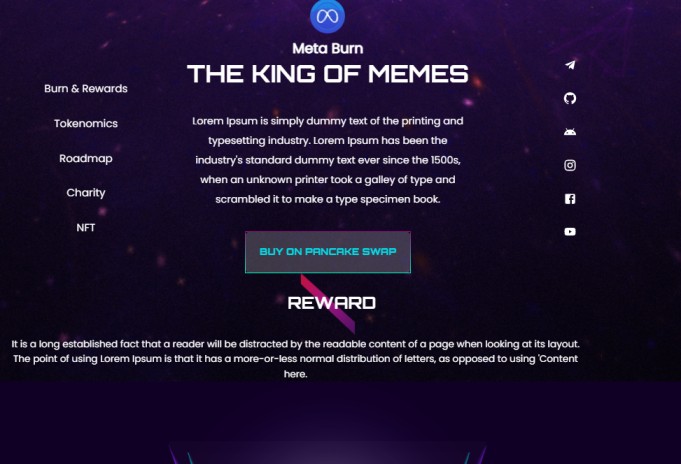 Meta Burn
THE KING OF MEMES
Burn & Rewards
Tokenomics
Roadmap
Charity
NFT
Lorem Ipsum is simply dummy text of the printing and
typesetting industry. Lorem Ipsum has been the
industry's standard dummy text ever since the 1500s,
when an unknown printer took a galley of type and
scrambled it to make a type specimen book.
BUY ON PANCAKE SWAP
REWARD
It is a long established fact that a reader will be distracted by the readable content of a page when looking at its layout.
The point of using Lorem Ipsum is that it has a more-or-less normal distribution of letters, as opposed to using 'Content
here.